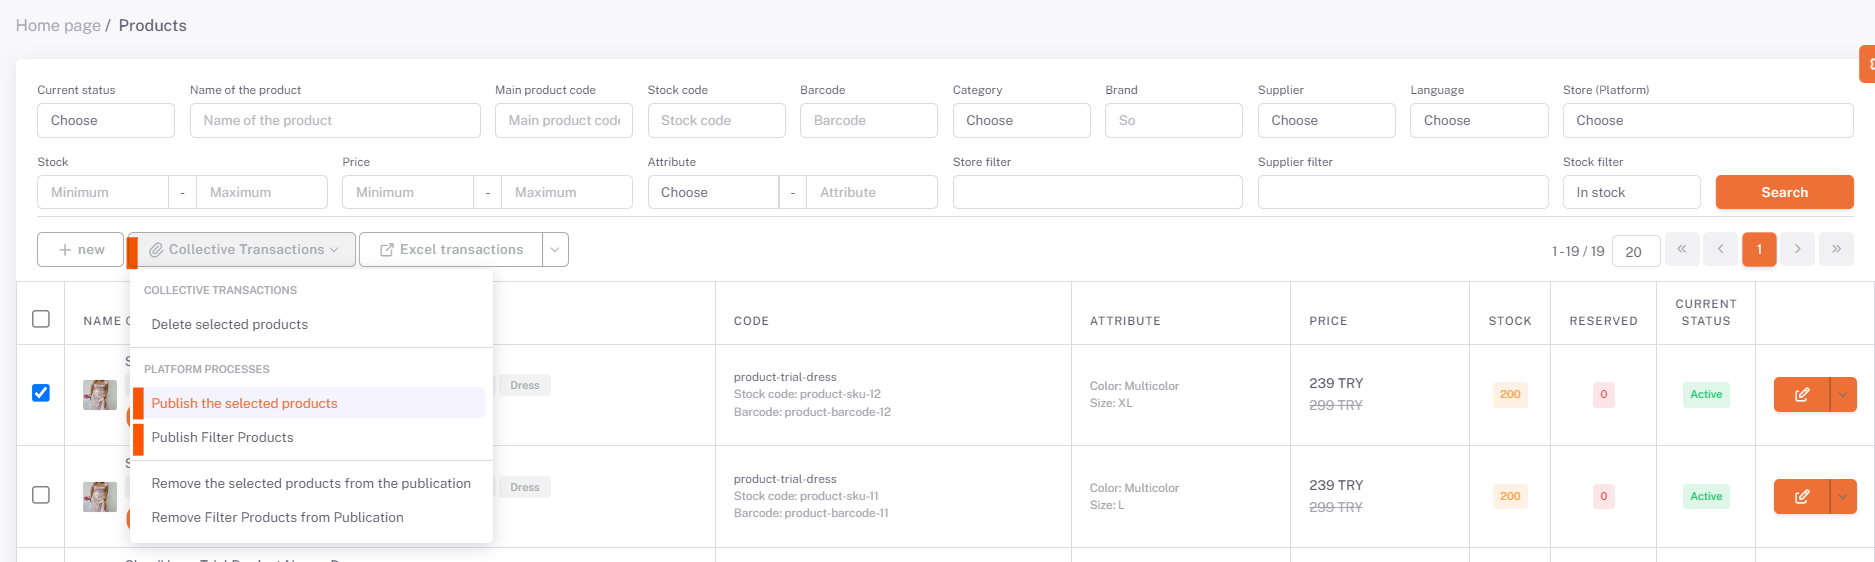 Home page / Products
Current status
Name of the product
Main product code
Stock code
Barcode
Category
Brand
Supplier
Language
Store (Platform)
Choose
Name of the product
Main product code
Stock code
Barcode
Choose
So
Choose
Choose
Choose
Stock
Price
Attribute
Store filter
Supplier filter
Stock filter
Minimum - Maximum
Minimum - Maximum
Choose - Attribute
In stock
Search
+ new
Collective Transactions
Excel transactions
1 - 19 / 19
20
« < 1 > »
COLLECTIVE TRANSACTIONS
Delete selected products
PLATFORM PROCESSES
Publish the selected products
Publish Filter Products
Remove the selected products from the publication
Remove Filter Products from Publication
NAME
CODE
ATTRIBUTE
PRICE
STOCK
RESERVED
CURRENT
STATUS
Dress
product-trial-dress
Stock code: product-sku-12
Barcode: product-barcode-12
Color: Multicolor
Size: XL
239 TRY
299 TRY
200
0
Active
Dress
product-trial-dress
Stock code: product-sku-11
Barcode: product-barcode-11
Color: Multicolor
Size: L
239 TRY
299 TRY
200
0
Active